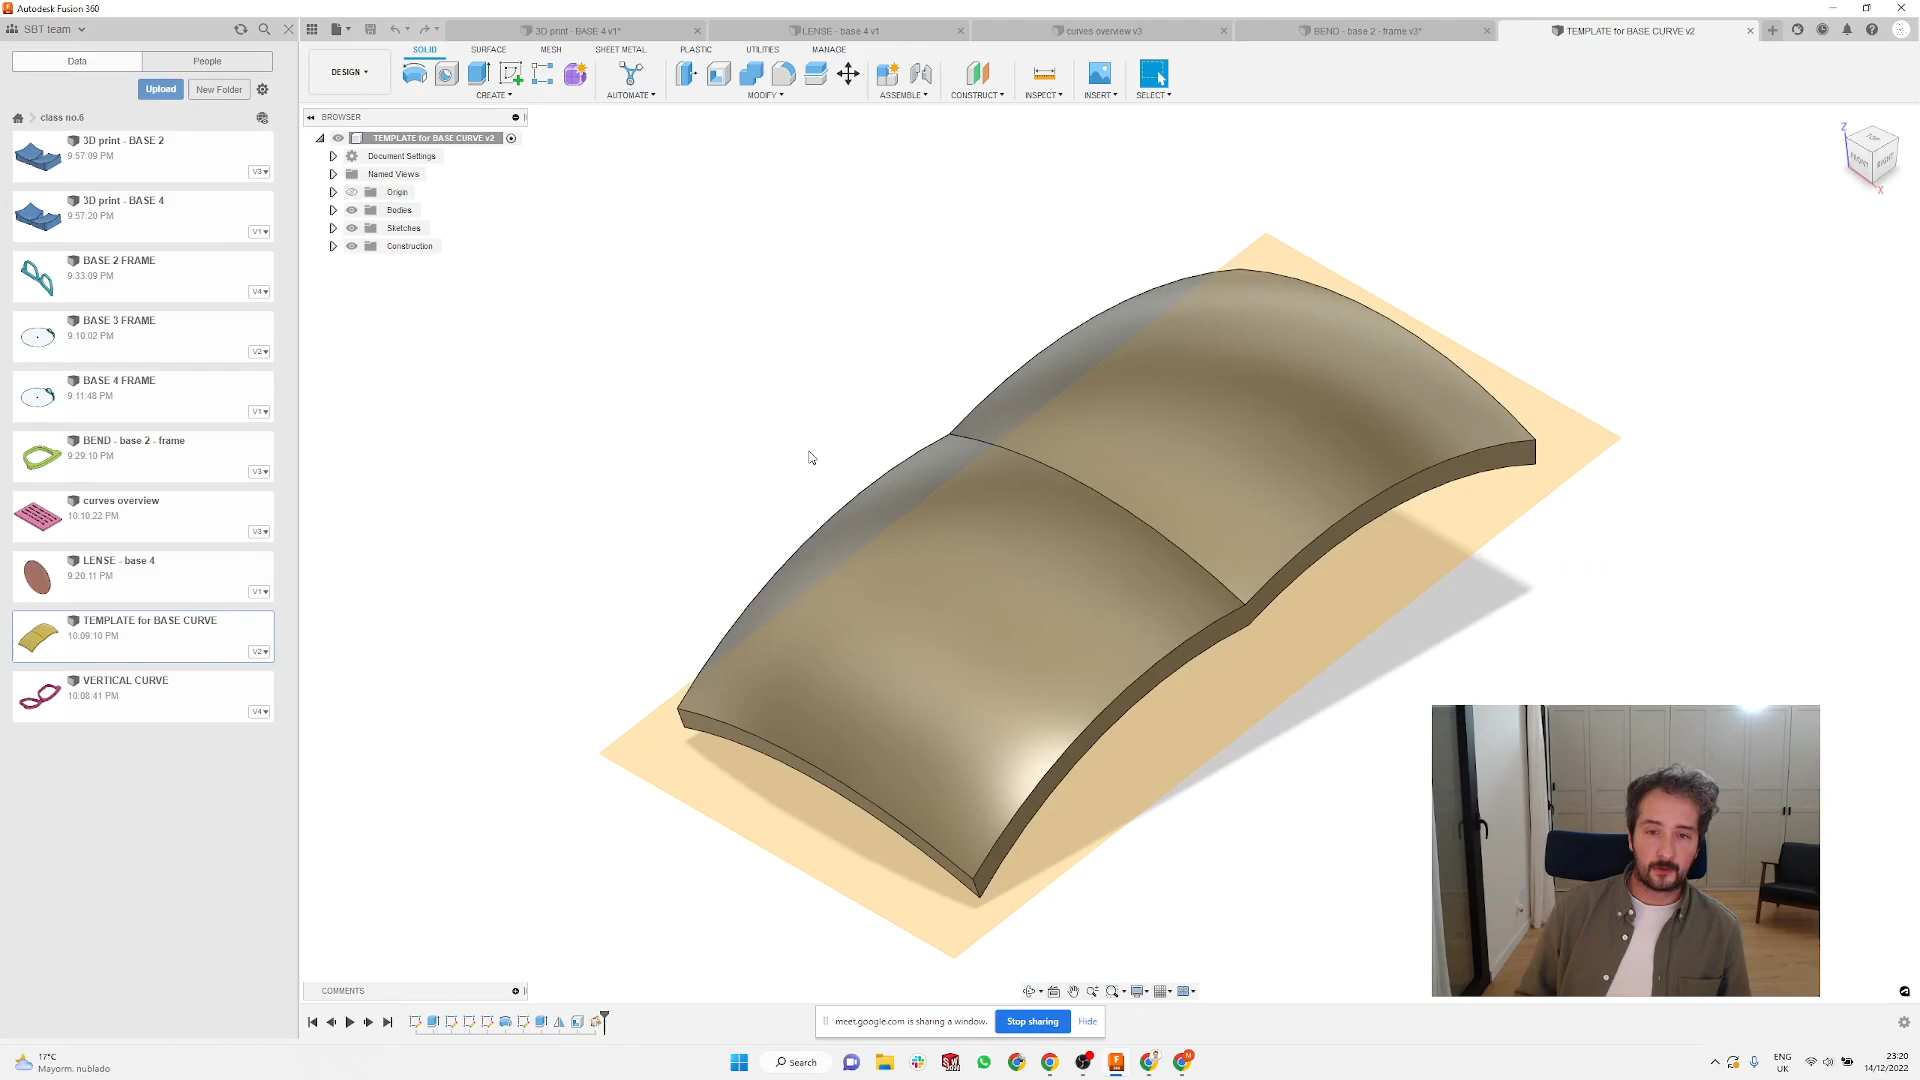 Autodesk Fusion 360
SBT team
3D print - BASE 4 v1*
LENSE - base 4 v1
curves overview v3
BEND - base 2 - frame v3*
TEMPLATE for BASE CURVE v2
Data
People
Upload
New Folder
class no.6
3D print - BASE 2
9:57:09 PM
V3
3D print - BASE 4
9:57:20 PM
V1
BASE 2 FRAME
9:33:09 PM
V4
BASE 3 FRAME
9:10:02 PM
V2
BASE 4 FRAME
9:11:48 PM
V1
BEND - base 2 - frame
9:29:10 PM
V3
curves overview
10:10:22 PM
V3
LENSE - base 4
9:20:11 PM
V1
TEMPLATE for BASE CURVE
10:09:10 PM
V2
VERTICAL CURVE
10:08:41 PM
V4
DESIGN
SOLID
SURFACE
MESH
SHEET METAL
PLASTIC
UTILITIES
MANAGE
CREATE
AUTOMATE
MODIFY
ASSEMBLE
CONSTRUCT
INSPECT
INSERT
SELECT
BROWSER
TEMPLATE for BASE CURVE v2
Document Settings
Named Views
Origin
Bodies
Sketches
Construction
Z
TOP
FRONT
RIGHT
X
COMMENTS
meet.google.com is sharing a window.
Stop sharing
Hide
17°C
Mayorm. nublado
Search
ENG
UK
23:20
14/12/2022